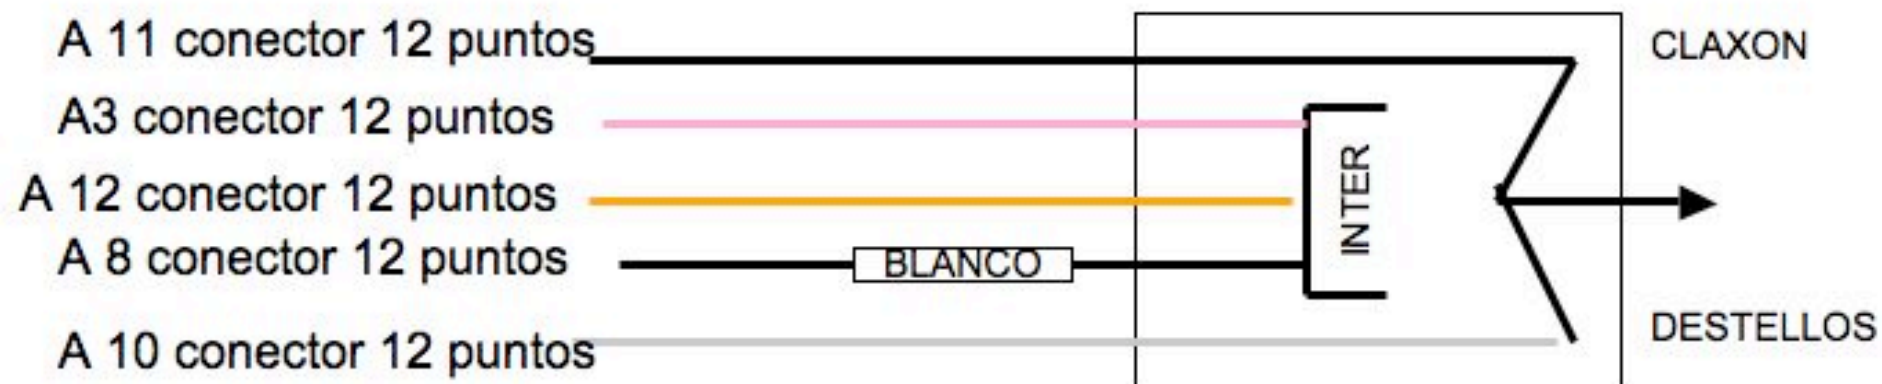 A 11 conector 12 puntos
CLAXON
A3 conector 12 puntos
A 12 conector 12 puntos
INTER
A 8 conector 12 puntos
BLANCO
A 10 conector 12 puntos
DESTELLOS